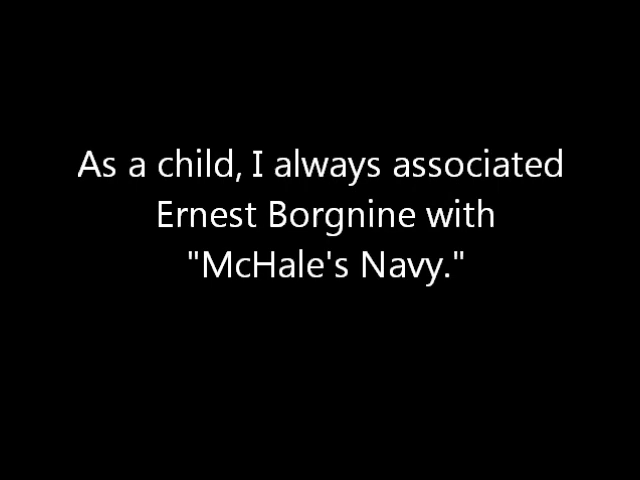 As a child, I always associated
Ernest Borgnine with
"McHale's Navy."